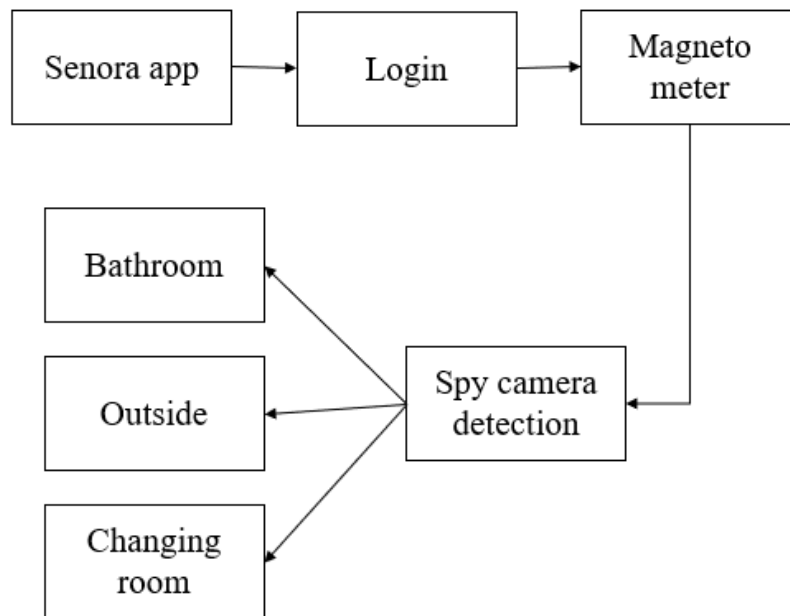 Senora app
Login
Magneto
meter
Bathroom
Spy camera
detection
Outside
Changing
room